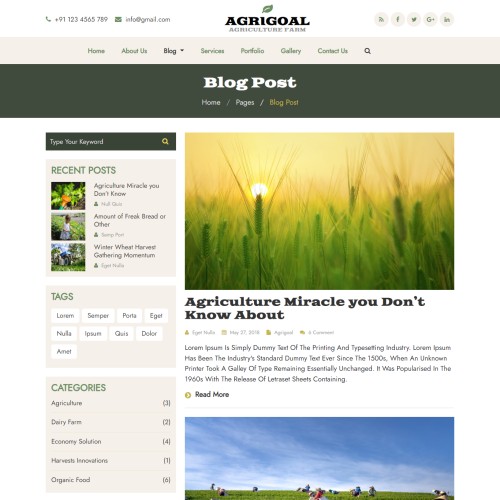 +91 123 4565 789 info@gmail.com
AGRIGOAL
AGRICULTURE FARM
Home About Us Blog Services Portfolio Gallery Contact Us
Blog Post
Home / Pages / Blog Post
Type Your Keyword
RECENT POSTS
Agriculture Miracle you
Don't Know
Null Quis
Amount of Freak Bread or
Other
Semp Port
Winter Wheat Harvest
Gathering Momentum
Eget Nulla
TAGS
Lorem Semper Porta Eget
Nulla Ipsum Quis Dolor
Amet
CATEGORIES
Agriculture (3)
Dairy Farm (2)
Economy Solution (4)
Harvests Innovations (1)
Organic Food (6)
Agriculture Miracle you Don't
Know About
Eget Nulla May 27, 2018 Agrigoal 6 Comment
Lorem Ipsum Is Simply Dummy Text Of The Printing And Typesetting Industry. Lorem Ipsum
Has Been The Industry's Standard Dummy Text Ever Since The 1500s, When An Unknown
Printer Took A Galley Of Type Remaining Essentially Unchanged. It Was Popularised In The
1960s With The Release Of Letraset Sheets Containing.
Read More